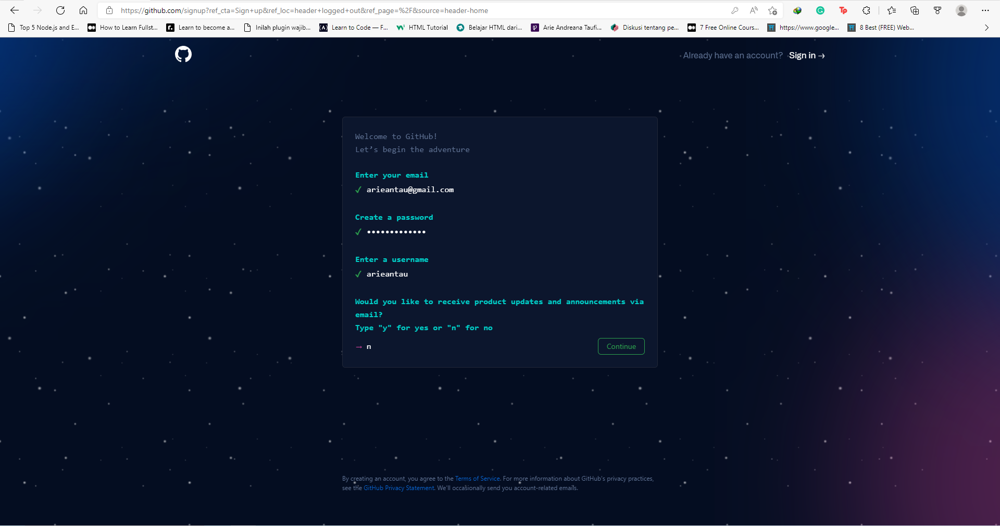 https://github.com/signup?ref_cta=Sign+up&ref_loc=header+logged+out&ref_page=%2F&source=header-home
Top 5 Node.js and E... How to Learn Fullst... Learn to become a... Inilah plugin wajib... Learn to Code — F... HTML Tutorial Belajar HTML dari... Arie Andreana Taufi... Diskusi tentang pe... 7 Free Online Cours... https://www.google... 8 Best (FREE) Web...
Already have an account? Sign in →
Welcome to GitHub!
Let’s begin the adventure
Enter your email
✓ arieantau@gmail.com
Create a password
✓ •••••••••••••
Enter a username
✓ arieantau
Would you like to receive product updates and announcements via
email?
Type "y" for yes or "n" for no
→ n Continue
By creating an account, you agree to the Terms of Service. For more information about GitHub's privacy practices,
see the GitHub Privacy Statement. We'll occasionally send you account-related emails.